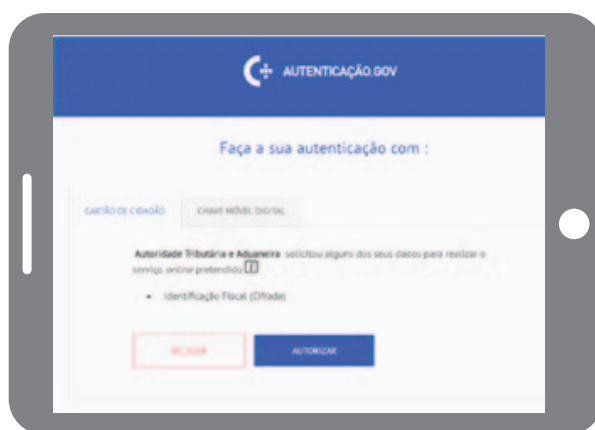 AUTENTICAÇÃO.GOV
Faça a sua autenticação com :
CARTÃO DE CIDADÃO
CHAVE MÓVEL DIGITAL
Autoridade Tributária e Aduaneira solicitou alguns dos seus dados para realizar o
serviço online pretendido
Identificação Fiscal (Cifrada)
RECUSAR
AUTORIZAR